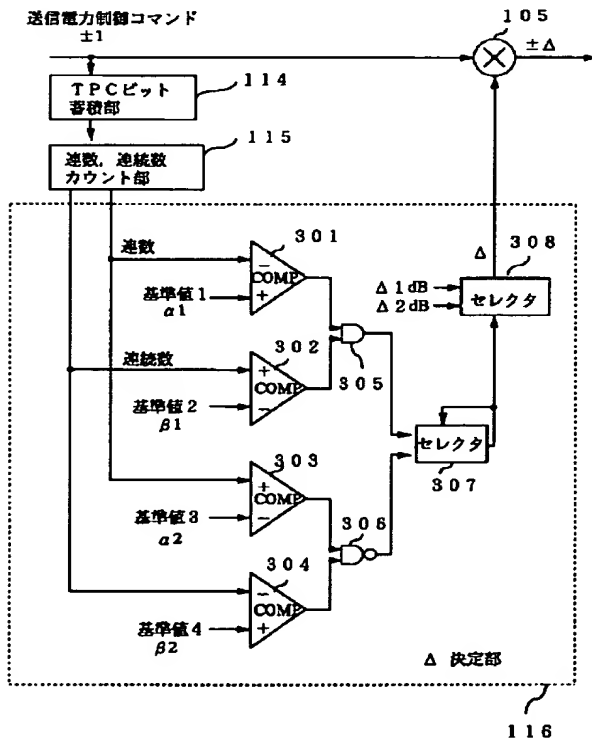 送信電力制御コマンド
±1
105
±Δ
TPCビット
蓄積部
114
連数，連続数
カウント部
115
連数
301
COMP
−
+
基準値1
α1
Δ
308
Δ1dB
Δ2dB
セレクタ
連続数
302
COMP
+
−
基準値2
β1
305
セレクタ
307
303
COMP
+
−
基準値3
α2
306
304
COMP
−
+
基準値4
β2
Δ 決定部
116